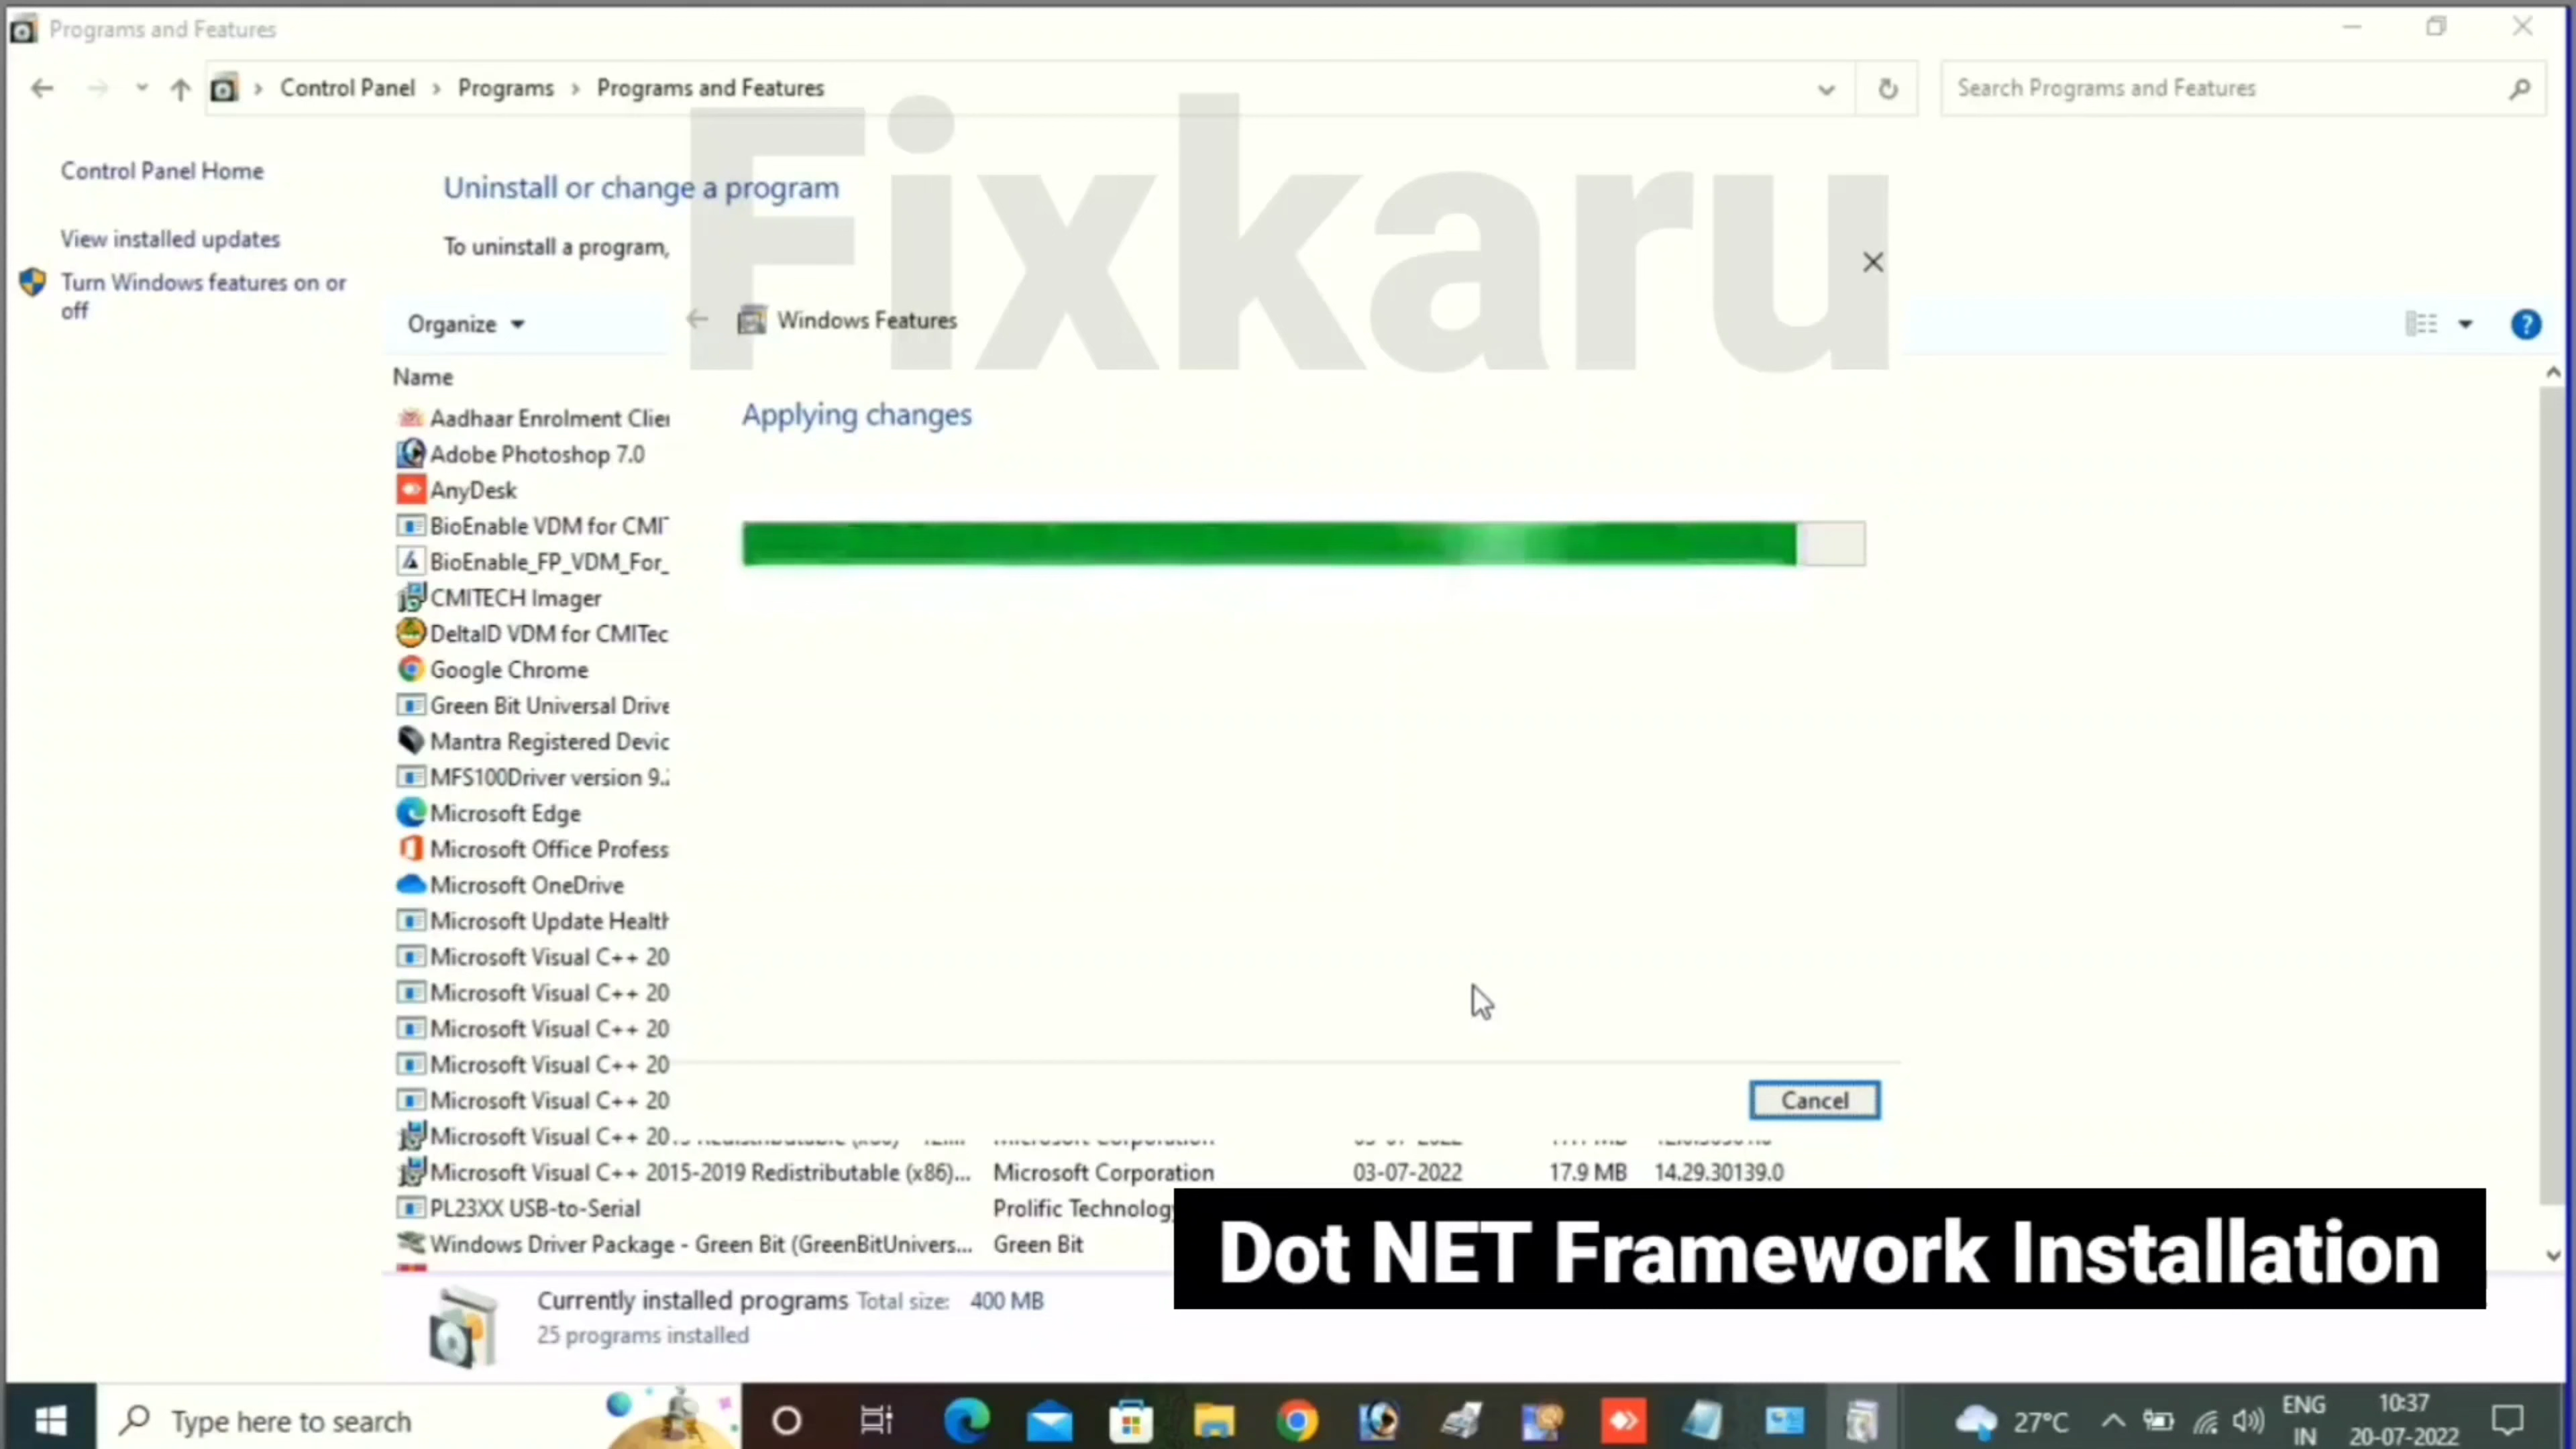 Programs and Features
Control Panel > Programs > Programs and Features
Search Programs and Features
Fixkaru
Control Panel Home
View installed updates
Turn Windows features on or
off
Uninstall or change a program
To uninstall a program,
Organize
Windows Features
Applying changes
Name
Aadhaar Enrolment Clie
Adobe Photoshop 7.0
AnyDesk
BioEnable VDM for CMIT
BioEnable_FP_VDM_For_
CMITECH Imager
DeltaID VDM for CMITec
Google Chrome
Green Bit Universal Drive
Mantra Registered Devic
MFS100Driver version 9.
Microsoft Edge
Microsoft Office Profess
Microsoft OneDrive
Microsoft Update Health
Microsoft Visual C++ 20
Microsoft Visual C++ 20
Microsoft Visual C++ 20
Microsoft Visual C++ 20
Microsoft Visual C++ 20
Cancel
Microsoft Visual C++ 20
Microsoft Visual C++ 2015-2019 Redistributable (x86)... Microsoft Corporation 03-07-2022 17.9 MB 14.29.30139.0
PL23XX USB-to-Serial Prolific Technology
Windows Driver Package - Green Bit (GreenBitUnivers... Green Bit
Dot NET Framework Installation
Currently installed programs Total size: 400 MB
25 programs installed
Type here to search
27°C
ENG
IN
10:37
20-07-2022